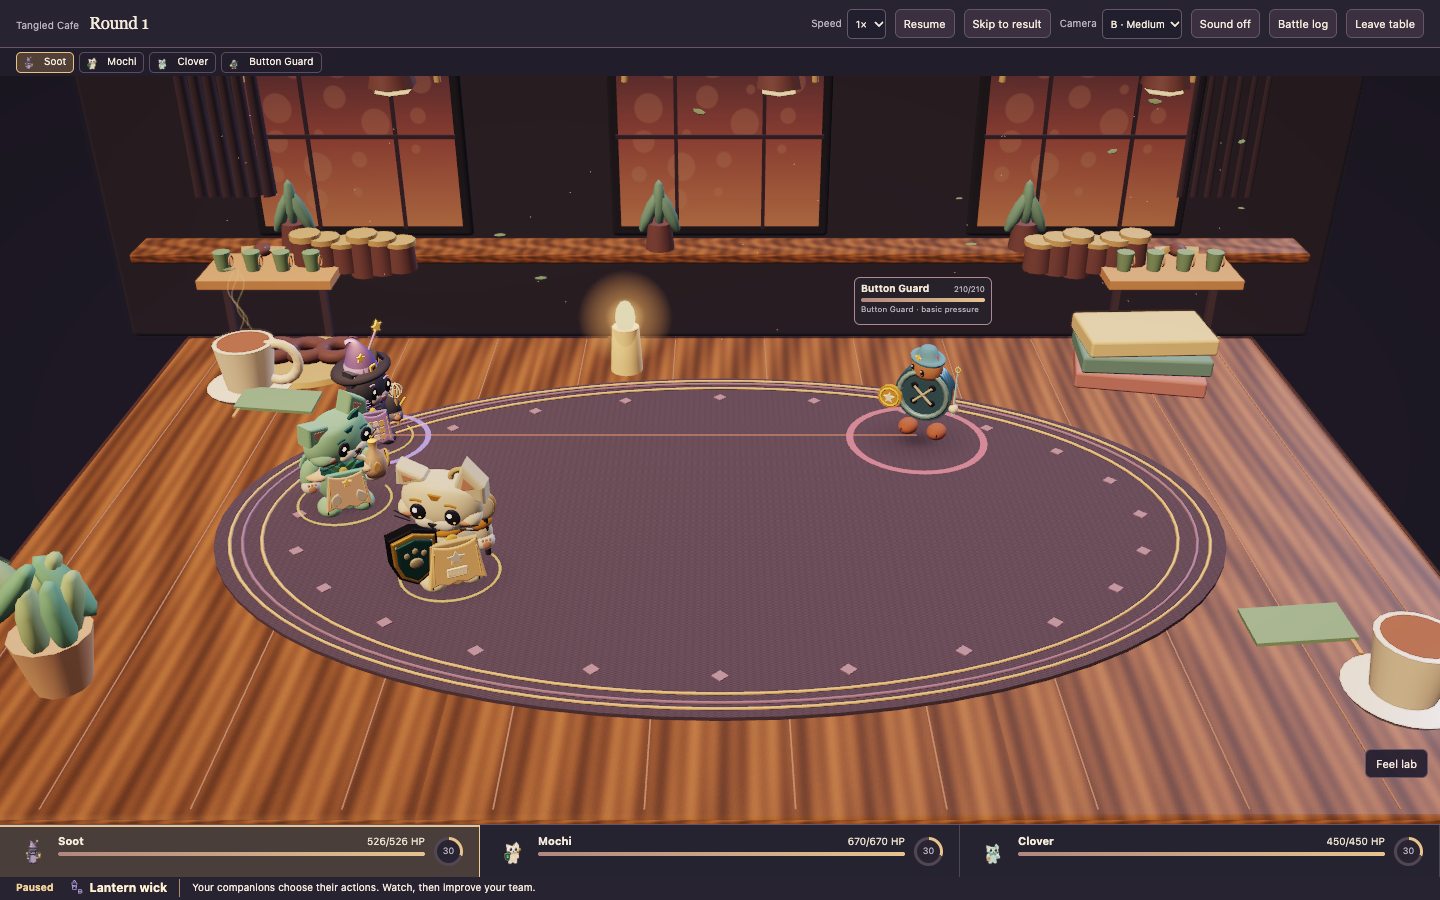 Tangled Cafe Round 1
Speed 1x Resume Skip to result Camera B · Medium Sound off Battle log Leave table
Soot Mochi Clover Button Guard
Button Guard 210/210
Button Guard · basic pressure
Feel lab
Soot 526/526 HP 30
Mochi 670/670 HP 30
Clover 450/450 HP 30
Paused Lantern wick Your companions choose their actions. Watch, then improve your team.